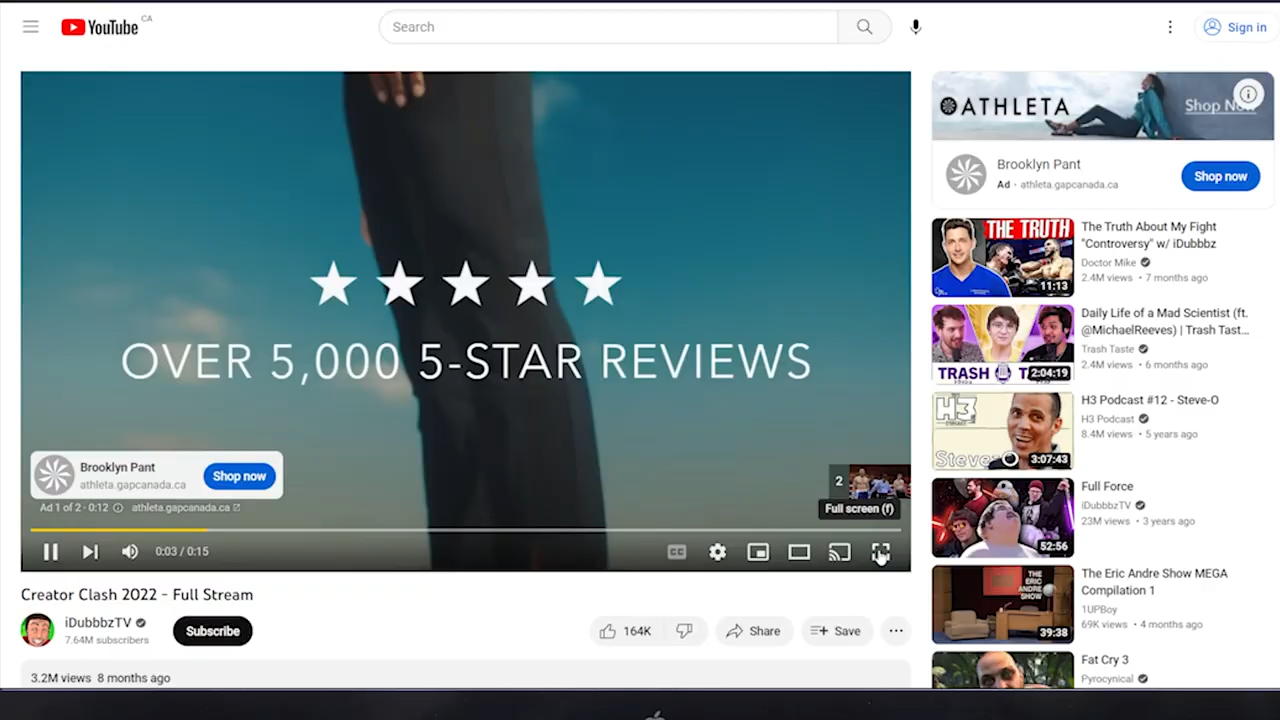 YouTube CA
Search
Sign in
★★★★★
OVER 5,000 5-STAR REVIEWS
Brooklyn Pant
athleta.gapcanada.ca
Shop now
Ad 1 of 2 · 0:12
athleta.gapcanada.ca
2
Full screen (f)
0:03 / 0:15
CC
Creator Clash 2022 - Full Stream
iDubbbzTV
7.64M subscribers
Subscribe
164K
Share
Save
3.2M views 8 months ago
ATHLETA
Shop
Brooklyn Pant
Ad · athleta.gapcanada.ca
Shop now
THE TRUTH
11:13
The Truth About My Fight
"Controversy" w/ iDubbbz
Doctor Mike
2.4M views • 7 months ago
TRASH
2:04:19
Daily Life of a Mad Scientist (ft.
@MichaelReeves) | Trash Tast...
Trash Taste
2.4M views • 6 months ago
H3
Steve-O
3:07:43
H3 Podcast #12 - Steve-O
H3 Podcast
8.4M views • 5 years ago
52:56
Full Force
iDubbbzTV
23M views • 3 years ago
THE
ERIC
ANDRE
SHOW
39:38
The Eric Andre Show MEGA
Compilation 1
1UPBoy
69K views • 4 months ago
Fat Cry 3
Pyrocynical